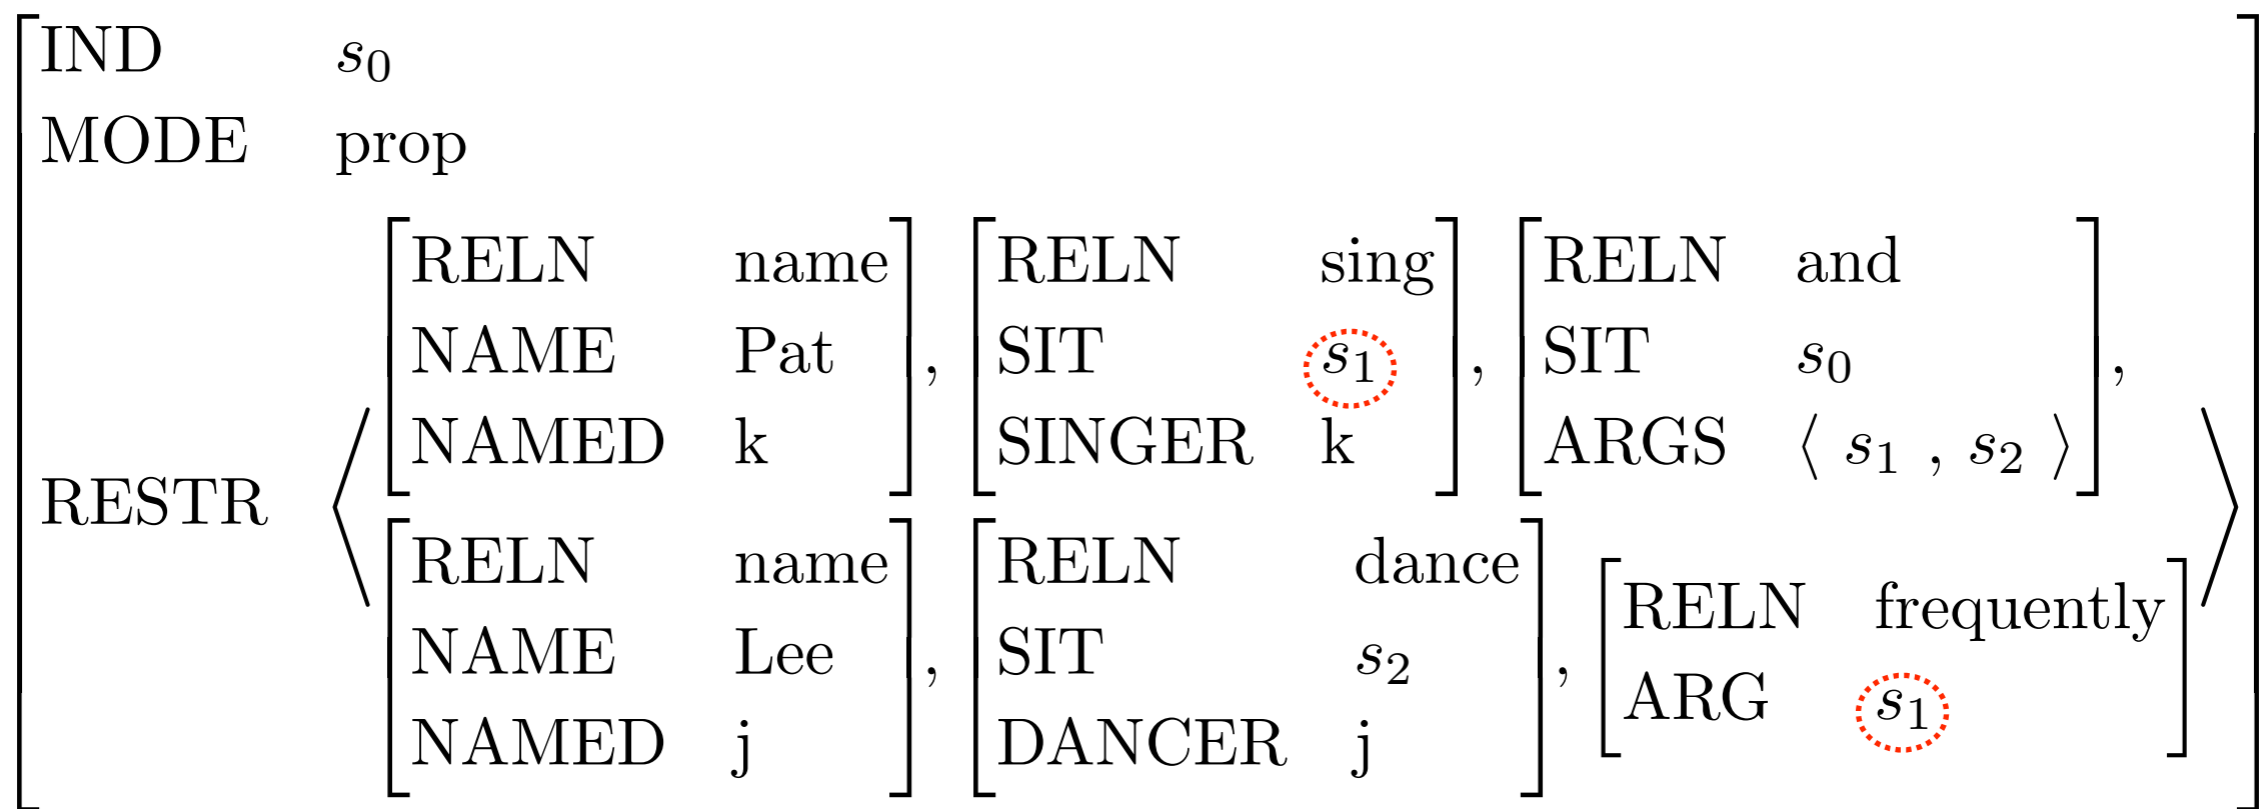 IND s₀
MODE prop
RELN name RELN sing RELN and
NAME Pat , SIT s₁ , SIT s₀ ,
NAMED k SINGER k ARGS ⟨ s₁ , s₂ ⟩
RESTR ⟨ ⟩
RELN name RELN dance
RELN frequently
NAME Lee , SIT s₂ ,
ARG s₁
NAMED j DANCER j